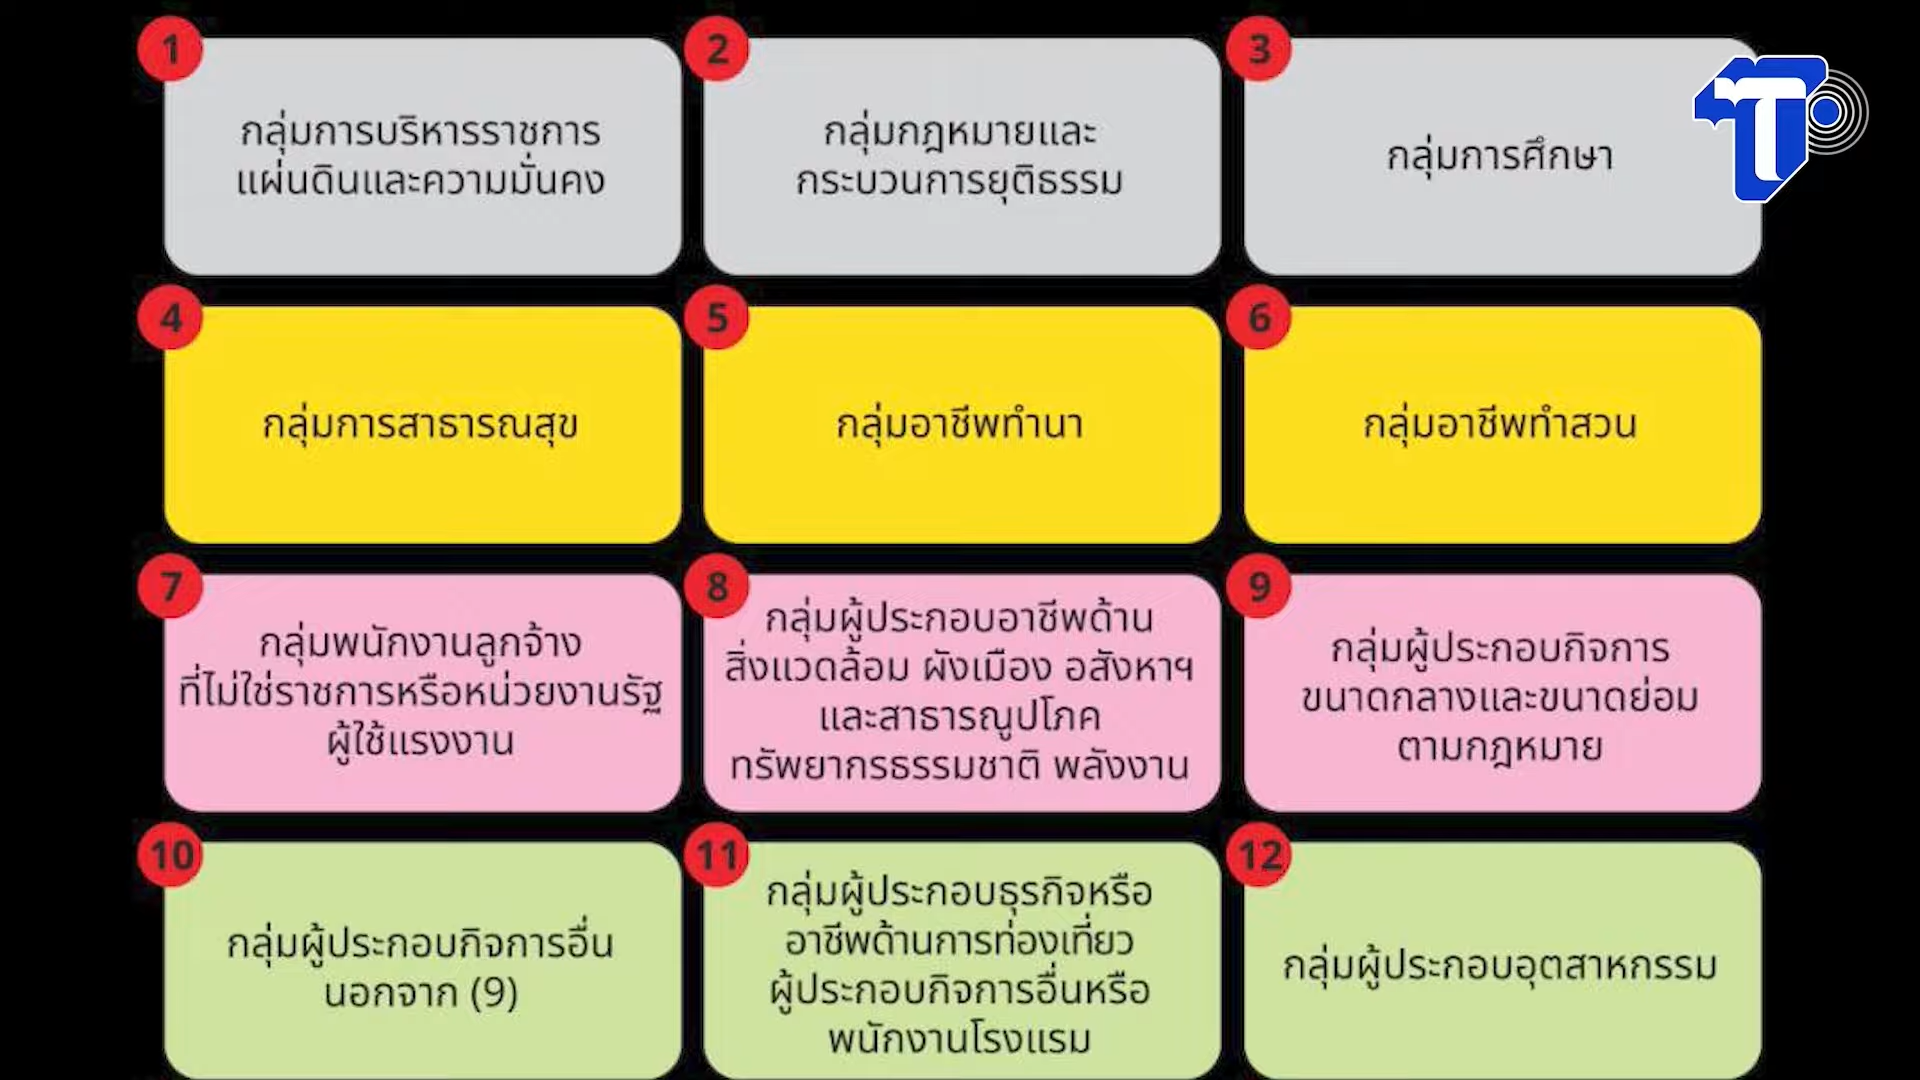 1
กลุ่มการบริหารราชการ
แผ่นดินและความมั่นคง
2
กลุ่มกฎหมายและ
กระบวนการยุติธรรม
3
กลุ่มการศึกษา
T
4
กลุ่มการสาธารณสุข
5
กลุ่มอาชีพทำนา
6
กลุ่มอาชีพทำสวน
7
กลุ่มพนักงานลูกจ้าง
ที่ไม่ใช่ราชการหรือหน่วยงานรัฐ
ผู้ใช้แรงงาน
8
กลุ่มผู้ประกอบอาชีพด้าน
สิ่งแวดล้อม ผังเมือง อสังหาฯ
และสาธารณูปโภค
ทรัพยากรธรรมชาติ พลังงาน
9
กลุ่มผู้ประกอบกิจการ
ขนาดกลางและขนาดย่อม
ตามกฎหมาย
10
กลุ่มผู้ประกอบกิจการอื่น
นอกจาก (9)
11
กลุ่มผู้ประกอบธุรกิจหรือ
อาชีพด้านการท่องเที่ยว
ผู้ประกอบกิจการอื่นหรือ
พนักงานโรงแรม
12
กลุ่มผู้ประกอบอุตสาหกรรม